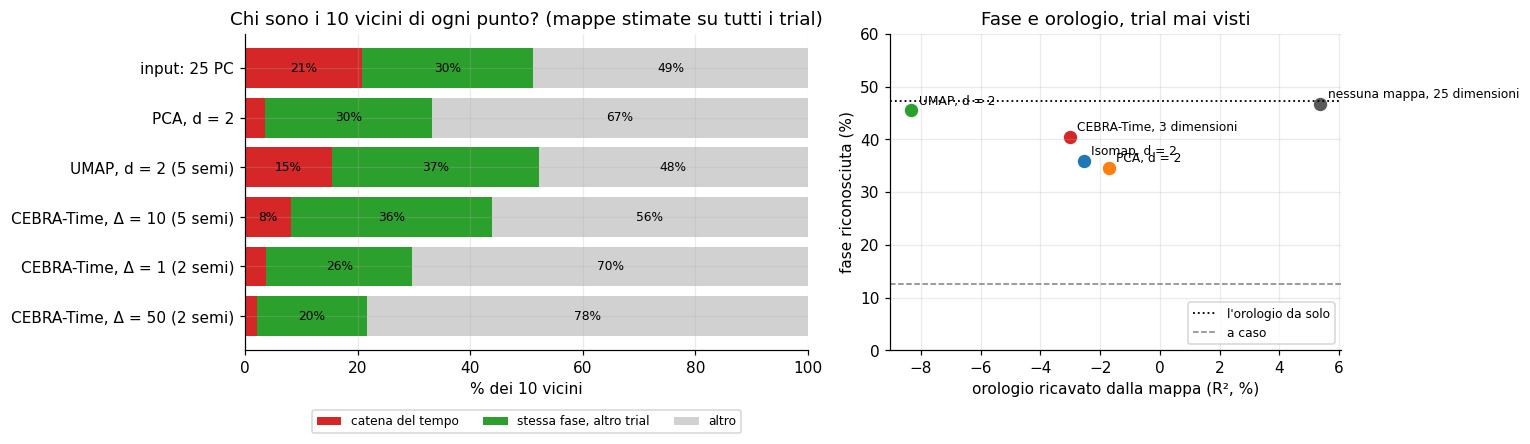 Chi sono i 10 vicini di ogni punto? (mappe stimate su tutti i trial)
input: 25 PC
21%
30%
49%
PCA, d = 2
30%
67%
UMAP, d = 2 (5 semi)
15%
37%
48%
CEBRA-Time, Δ = 10 (5 semi)
8%
36%
56%
CEBRA-Time, Δ = 1 (2 semi)
26%
70%
CEBRA-Time, Δ = 50 (2 semi)
20%
78%
0 20 40 60 80 100
% dei 10 vicini
catena del tempo
stessa fase, altro trial
altro
Fase e orologio, trial mai visti
fase riconosciuta (%)
60
50
40
30
20
10
0
nessuna mappa, 25 dimensioni
UMAP, d = 2
CEBRA-Time, 3 dimensioni
Isomap, d = 2
PCA, d = 2
l'orologio da solo
a caso
−8 −6 −4 −2 0 2 4 6
orologio ricavato dalla mappa (R², %)